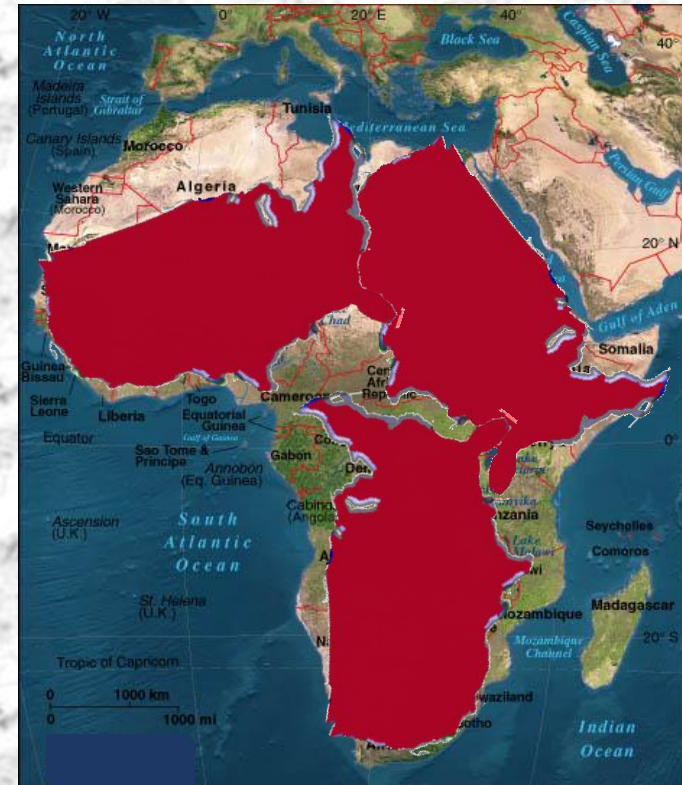 20° W
0°
20° E
40°
North
Atlantic
Ocean
Black Sea
Caspian
Sea
40°
Madeira
Islands
(Portugal)
Strait of
Gibraltar
Tunisia
Mediterranean Sea
Canary Islands
(Spain)
Morocco
Persian Gulf
Western
Sahara
(Morocco)
Algeria
20° N
Gulf of Aden
Somalia
Guinea-
Bissau
Sierra
Leone
Liberia
Togo
Equatorial
Guinea
Cameroon
Equator
Gulf of Guinea
Sao Tome &
Principe
Gabon
0°
Annobón
(Eq. Guinea)
Cabinda
(Angola)
Ascension
(U.K.)
South
Atlantic
Ocean
Lake
Malawi
Seychelles
Comoros
St. Helena
(U.K.)
Mozambique
Madagascar
Mozambique
Channel
20° S
Tropic of Capricorn
0 1000 km
0 1000 mi
Indian
Ocean